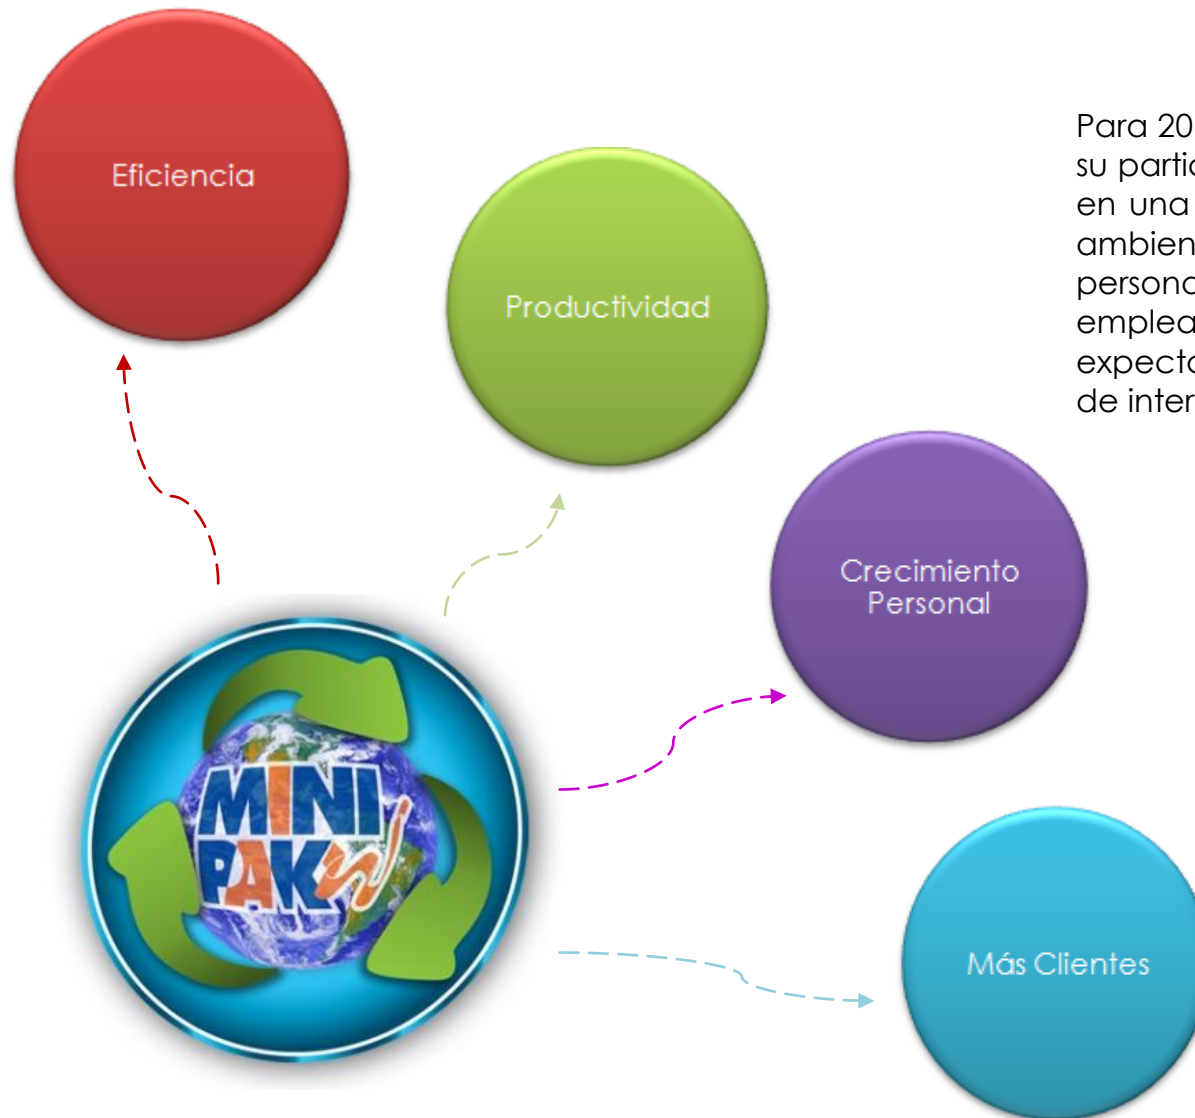 Eficiencia
Para 20
su partic
en una
ambien
persona
emplea
expecta
de inter
Productividad
Crecimiento
Personal
MINI
PAK
Más Clientes